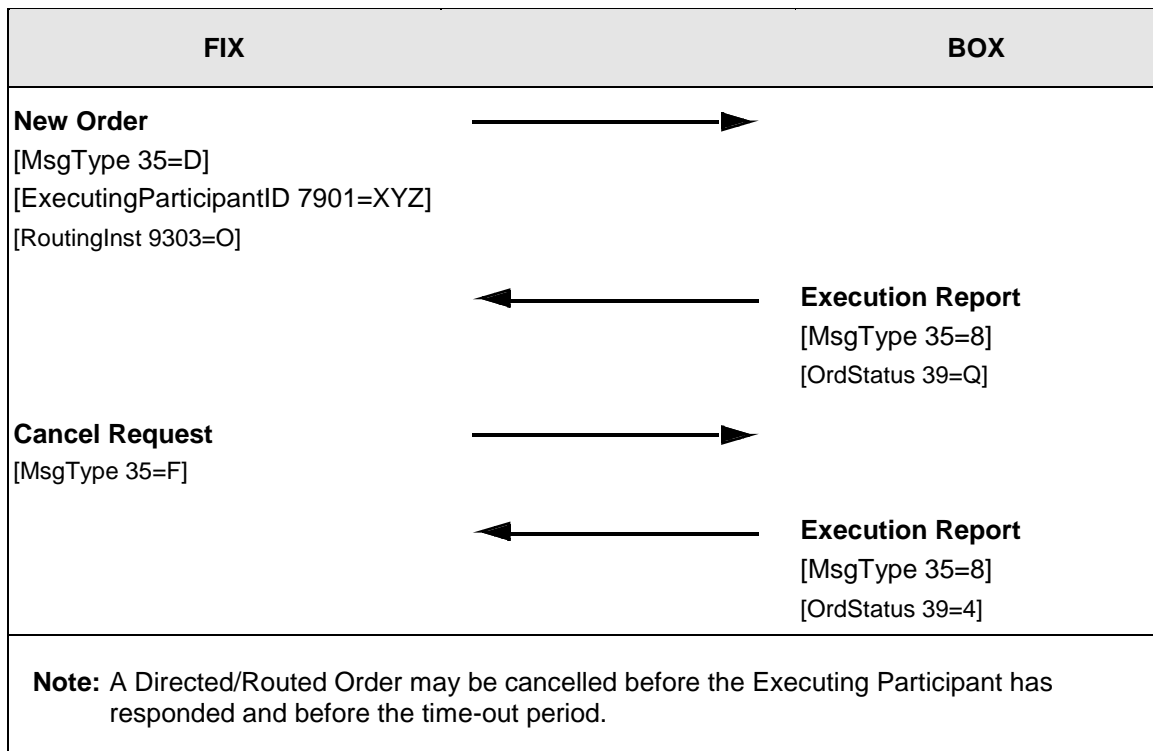 FIX
BOX
New Order
[MsgType 35=D]
[ExecutingParticipantID 7901=XYZ]
[RoutingInst 9303=O]
Execution Report
[MsgType 35=8]
[OrdStatus 39=Q]
Cancel Request
[MsgType 35=F]
Execution Report
[MsgType 35=8]
[OrdStatus 39=4]
Note: A Directed/Routed Order may be cancelled before the Executing Participant has
responded and before the time-out period.